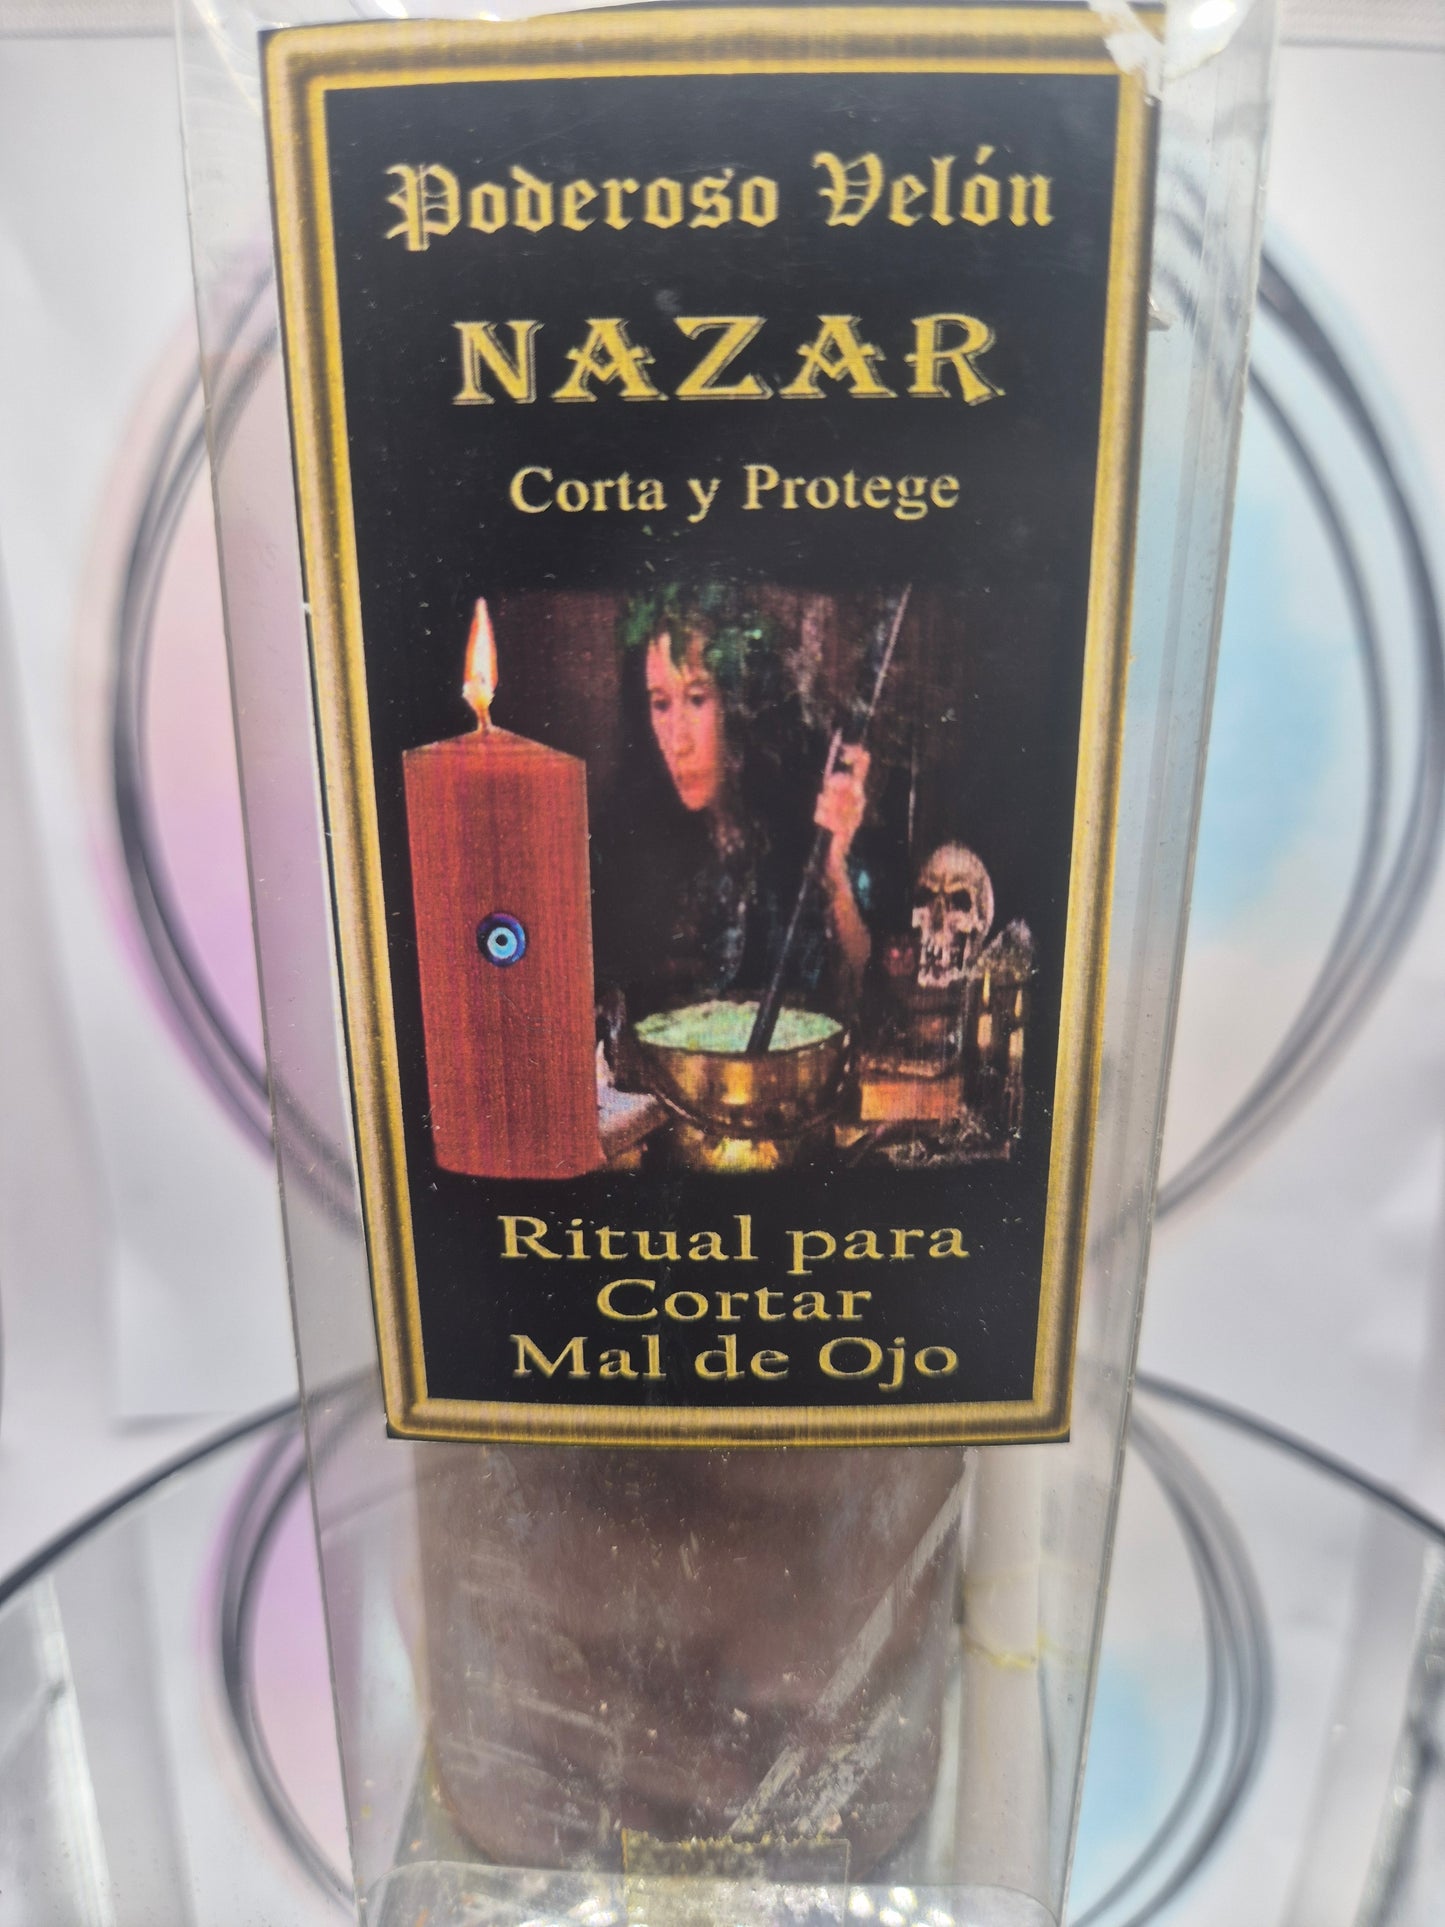 Poderoso Velón
NAZAR
Corta y Protege
Ritual para
Cortar
Mal de Ojo